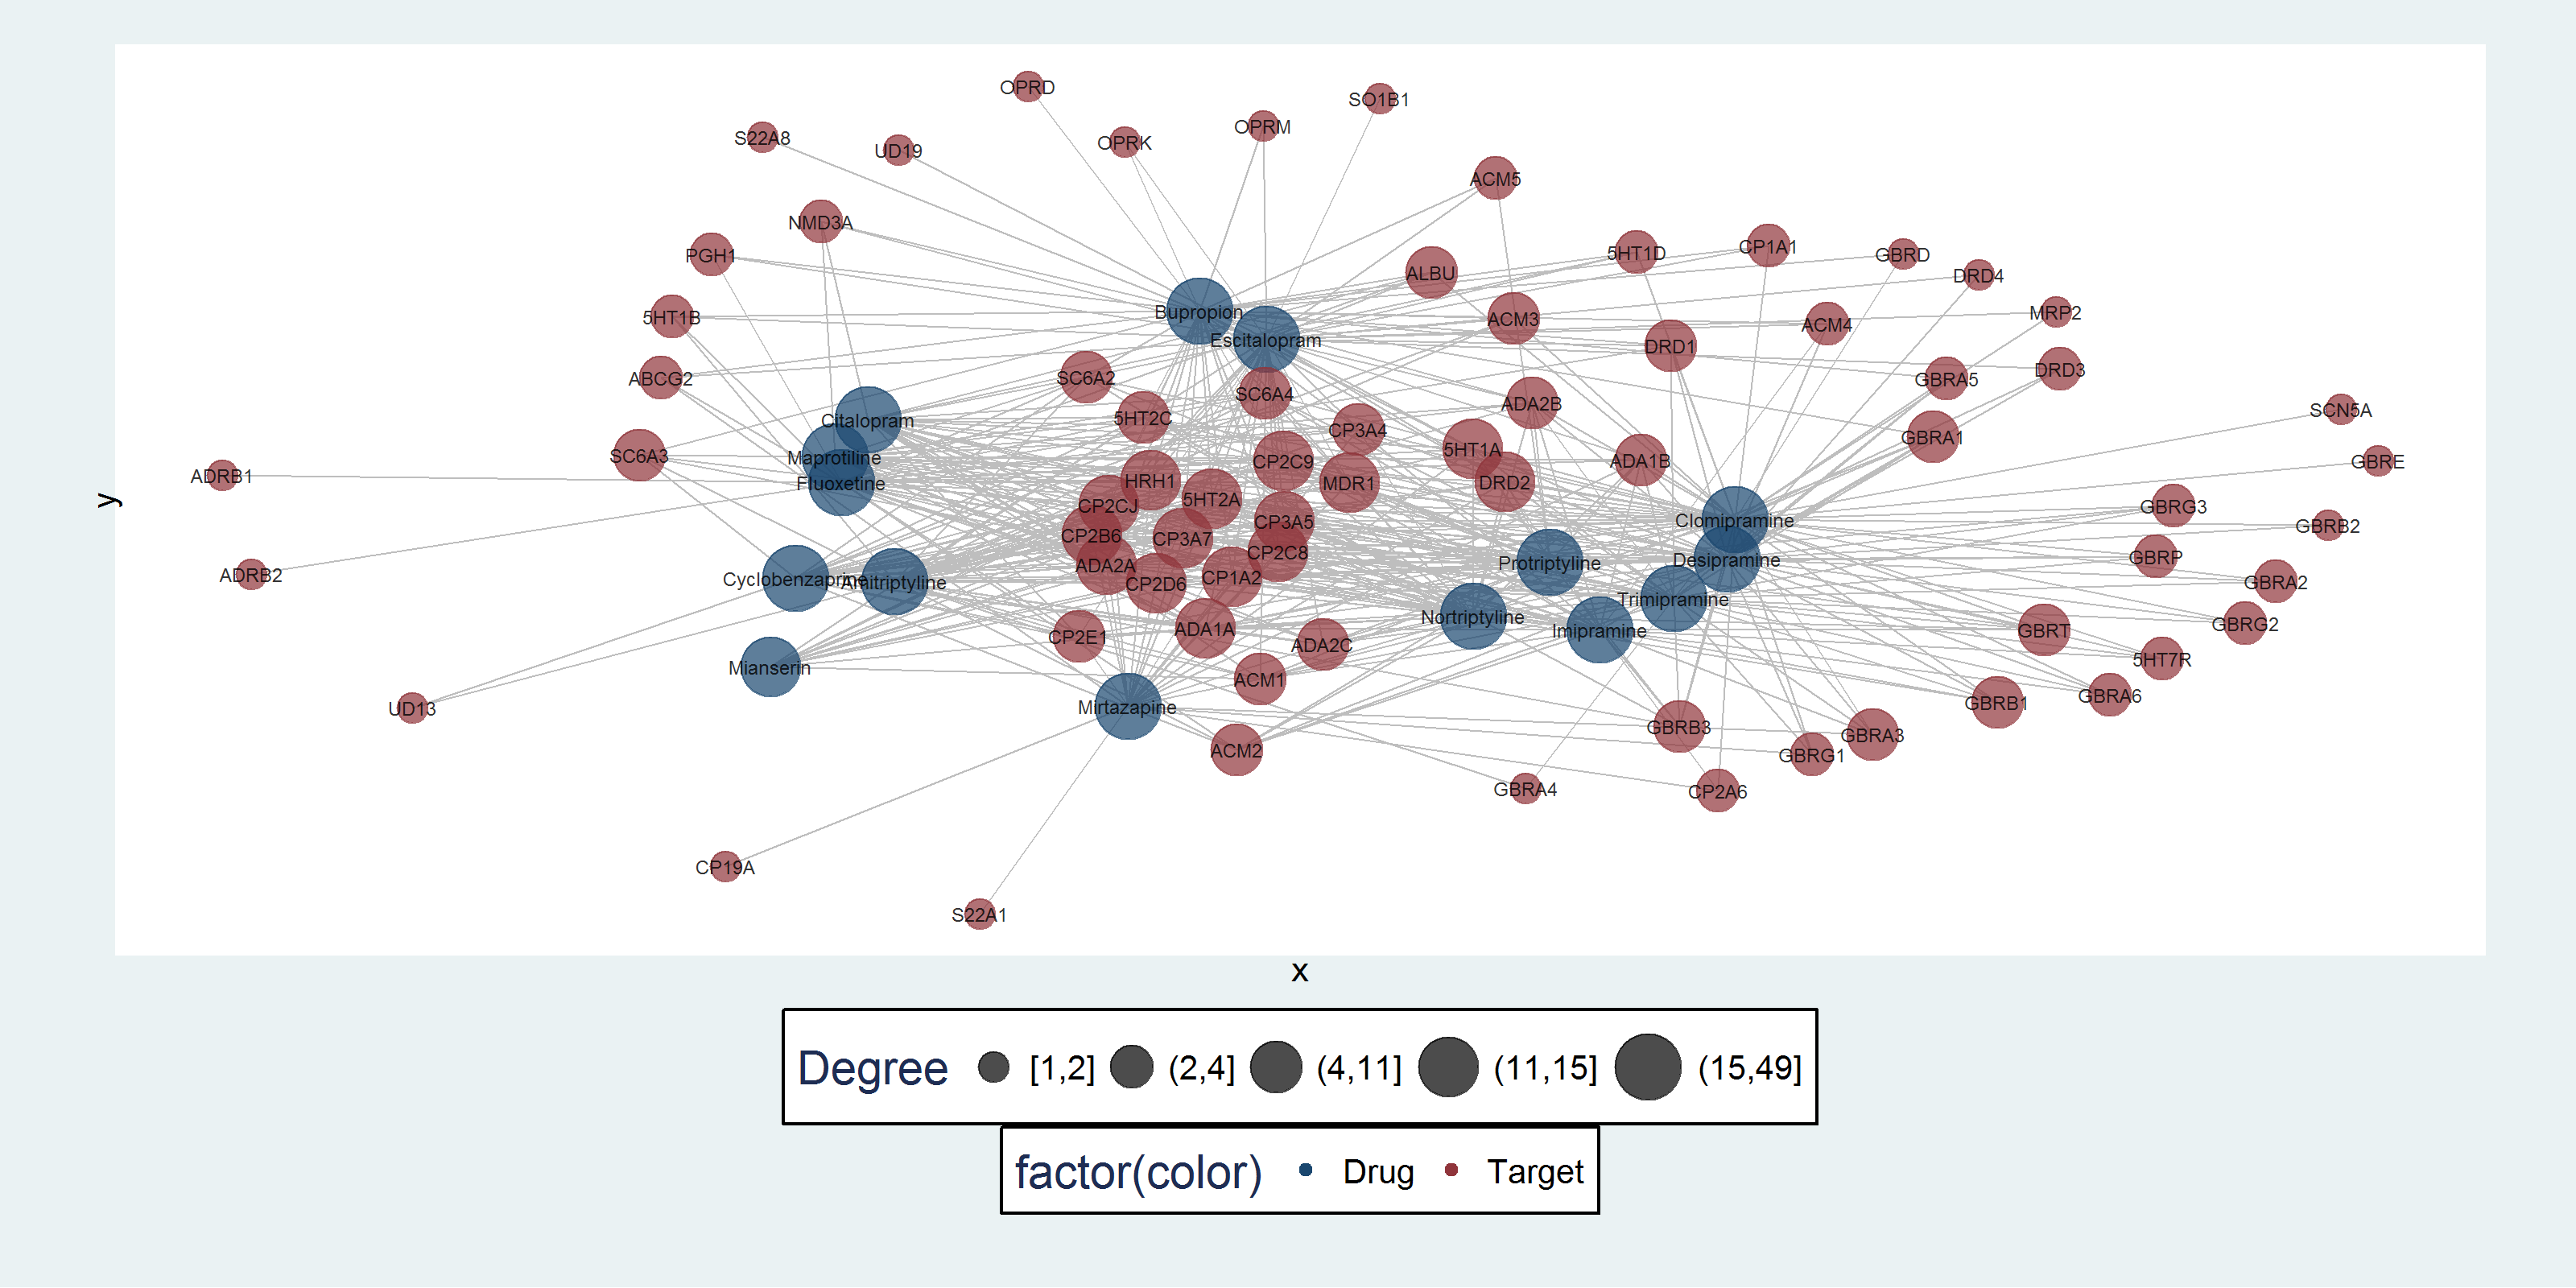 OPRD
SO1B1
OPRM
S22A8
OPRK
UD19
ACM5
NMD3A
CP1A1
5HT1D
PGH1
GBRD
ALBU
DRD4
Bupropion
MRP2
5HT1B
ACM3
ACM4
Escitalopram
DRD1
DRD3
SC6A2
ABCG2
GBRA5
SC6A4
ADA2B
SCN5A
5HT2C
Citalopram
CP3A4
GBRA1
5HT1A
SC6A3
Maprotiline
CP2C9
ADA1B
GBRE
ADRB1
HRH1
Fluoxetine
MDR1
DRD2
5HT2A
CP2CJ
GBRG3
y
CP3A5
Clomipramine
GBRB2
CP2B6
CP3A7
CP2C8
GBRP
Desipramine
Protriptyline
ADA2A
ADRB2
CP1A2
Cyclobenzaprine
Amitriptyline
CP2D6
GBRA2
Trimipramine
Nortriptyline
GBRG2
ADA1A
Imipramine
GBRT
CP2E1
ADA2C
5HT7R
Mianserin
ACM1
GBRA6
GBRB1
UD13
Mirtazapine
GBRB3
GBRA3
ACM2
GBRG1
GBRA4
CP2A6
CP19A
S22A1
x
Degree [1,2] (2,4] (4,11] (11,15] (15,49]
factor(color) Drug Target